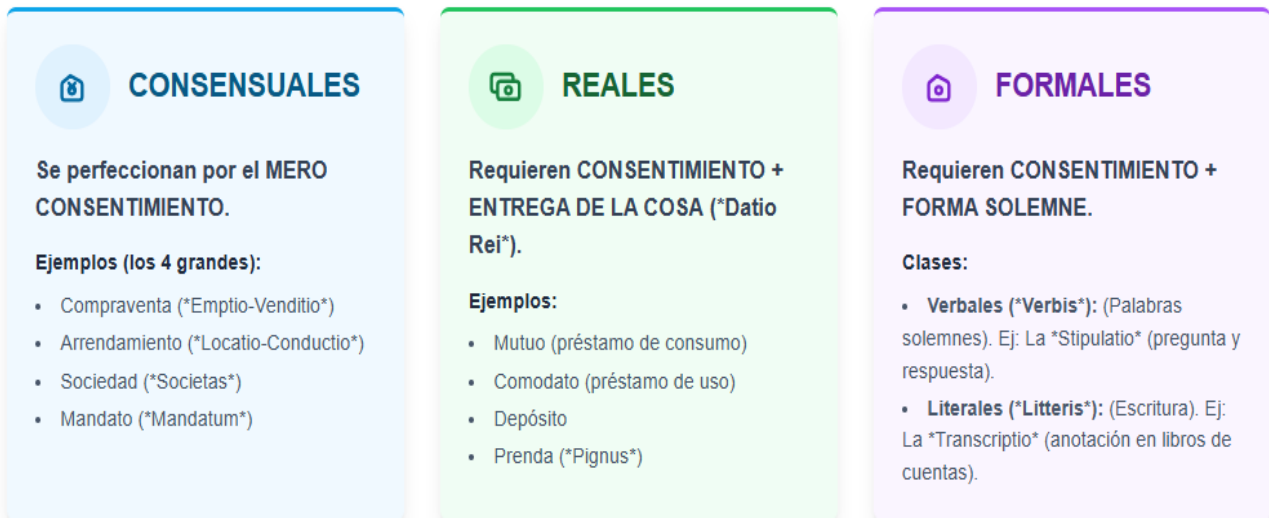 CONSENSUALES
Se perfeccionan por el MERO
CONSENTIMIENTO.
Ejemplos (los 4 grandes):
• Compraventa (*Emptio-Venditio*)
• Arrendamiento (*Locatio-Conductio*)
• Sociedad (*Societas*)
• Mandato (*Mandatum*)
REALES
Requieren CONSENTIMIENTO +
ENTREGA DE LA COSA (*Datio
Rei*).
Ejemplos:
• Mutuo (préstamo de consumo)
• Comodato (préstamo de uso)
• Depósito
• Prenda (*Pignus*)
FORMALES
Requieren CONSENTIMIENTO +
FORMA SOLEMNE.
Clases:
• Verbales (*Verbis*): (Palabras
solemnes). Ej: La *Stipulatio* (pregunta y
respuesta).
• Literales (*Litteris*): (Escritura). Ej:
La *Transcriptio* (anotación en libros de
cuentas).